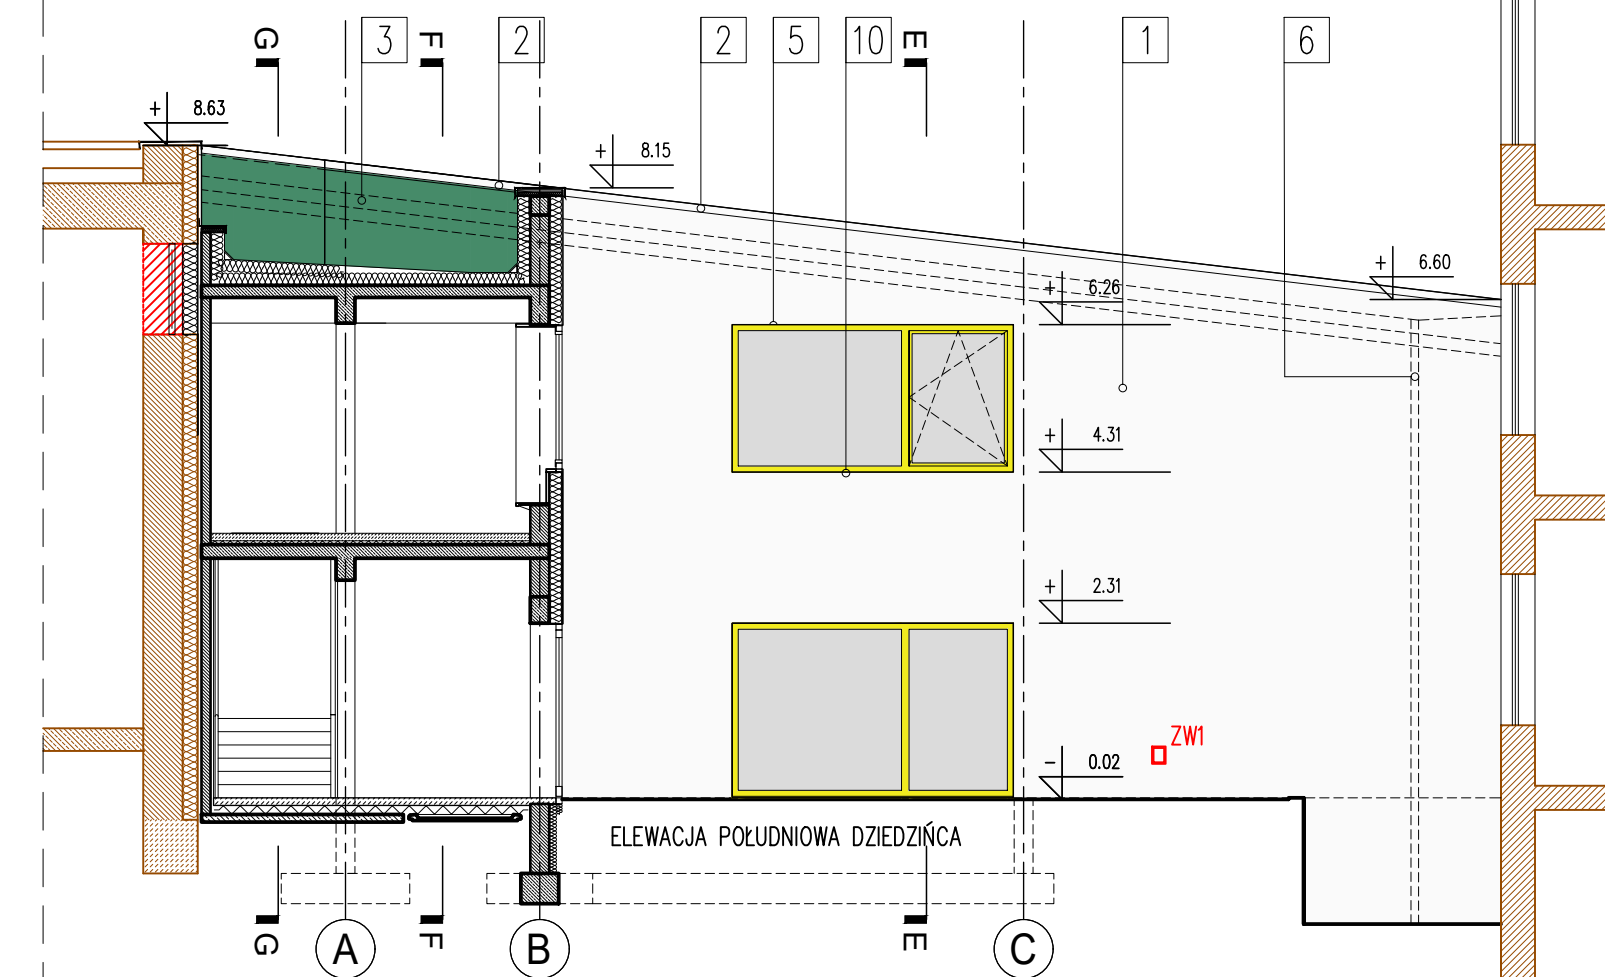 G
3
F
2
2
5
10
E
1
6
+ 8.63
+ 8.15
+ 6.60
+ 6.26
+ 4.31
+ 2.31
ZW1
- 0.02
ELEWACJA POŁUDNIOWA DZIEDZIŃCA
G
A
F
B
E
C